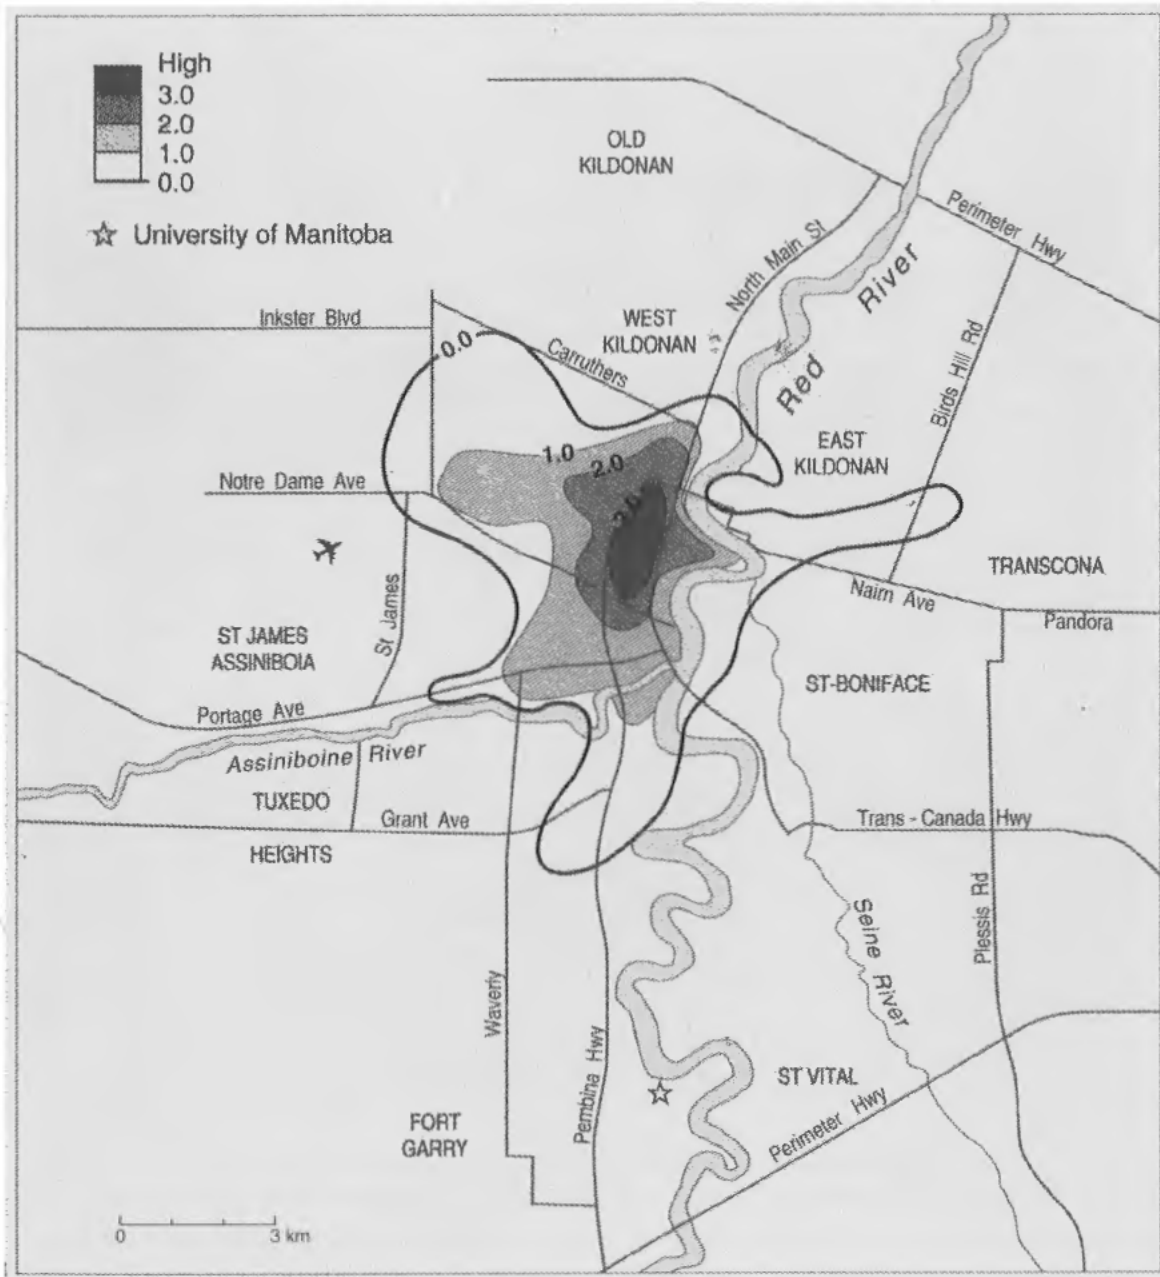 High
3.0
2.0
1.0
0.0
University of Manitoba
OLD
KILDONAN
Perimeter Hwy
North Main St
Red River
Inkster Blvd
WEST
KILDONAN
0.0
Carruthers
Birds Hill Rd
EAST
KILDONAN
1.0
2.0
Notre Dame Ave
TRANSCONA
Nairn Ave
Pandora
St James
ST JAMES
ASSINIBOIA
ST-BONIFACE
Portage Ave
Assiniboine River
TUXEDO
Grant Ave
Trans - Canada Hwy
HEIGHTS
Plessis Rd
Seine River
Waverly
Pembina Hwy
ST VITAL
Perimeter Hwy
FORT
GARRY
0 3 km